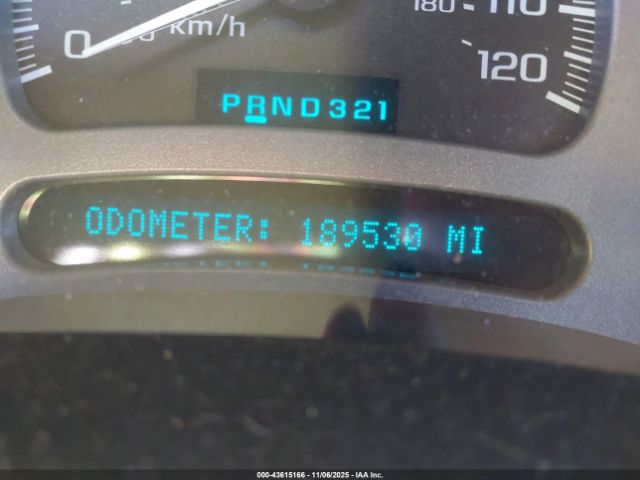 180 110
0 km/h
120
PRND321
ODOMETER: 189530 MI
000-43615166 - 11/06/2025 - IAA Inc.